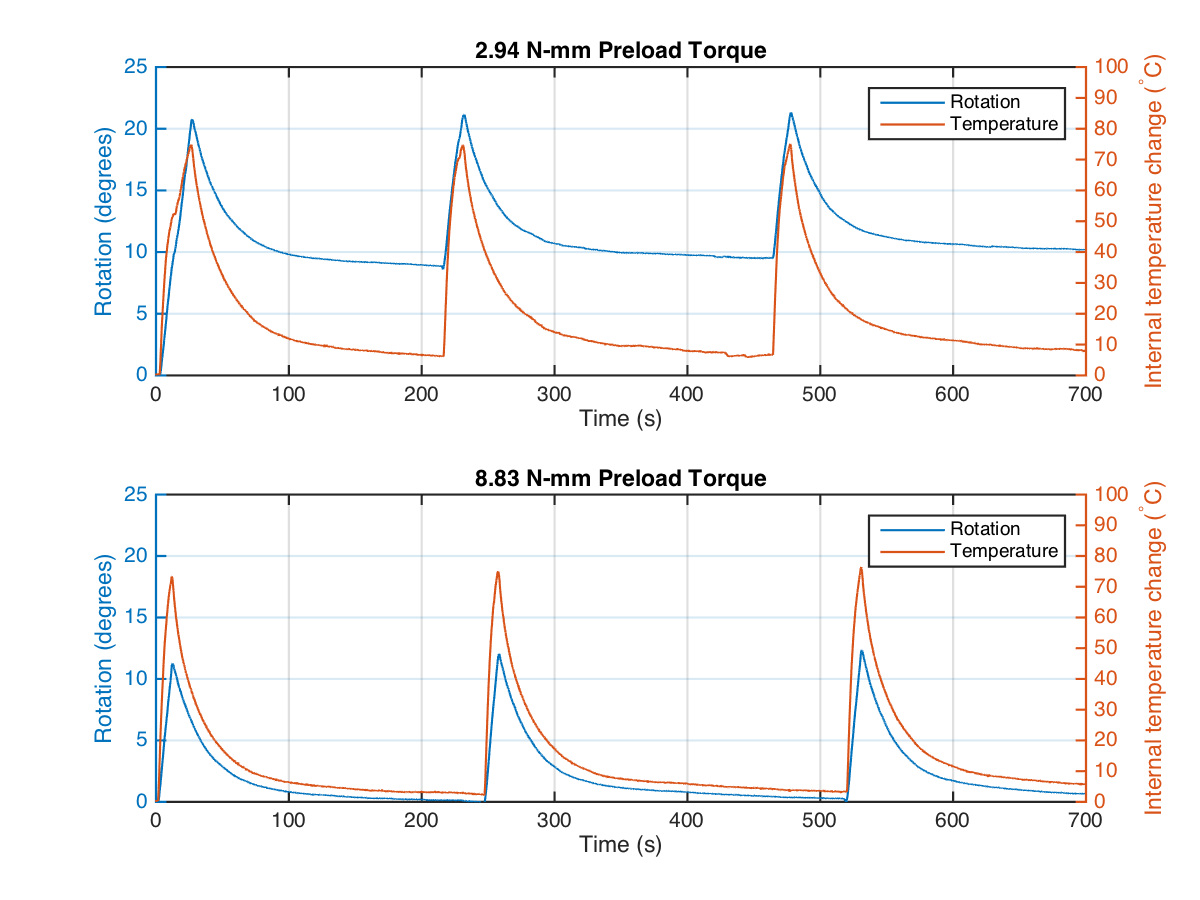 2.94 N-mm Preload Torque
25
20
15
10
5
0
Rotation (degrees)
100
90
80
70
60
50
40
30
20
10
0
Internal temperature change (°C)
Rotation
Temperature
0 100 200 300 400 500 600 700
Time (s)
8.83 N-mm Preload Torque
25
20
15
10
5
0
Rotation (degrees)
100
90
80
70
60
50
40
30
20
10
0
Internal temperature change (°C)
Rotation
Temperature
0 100 200 300 400 500 600 700
Time (s)